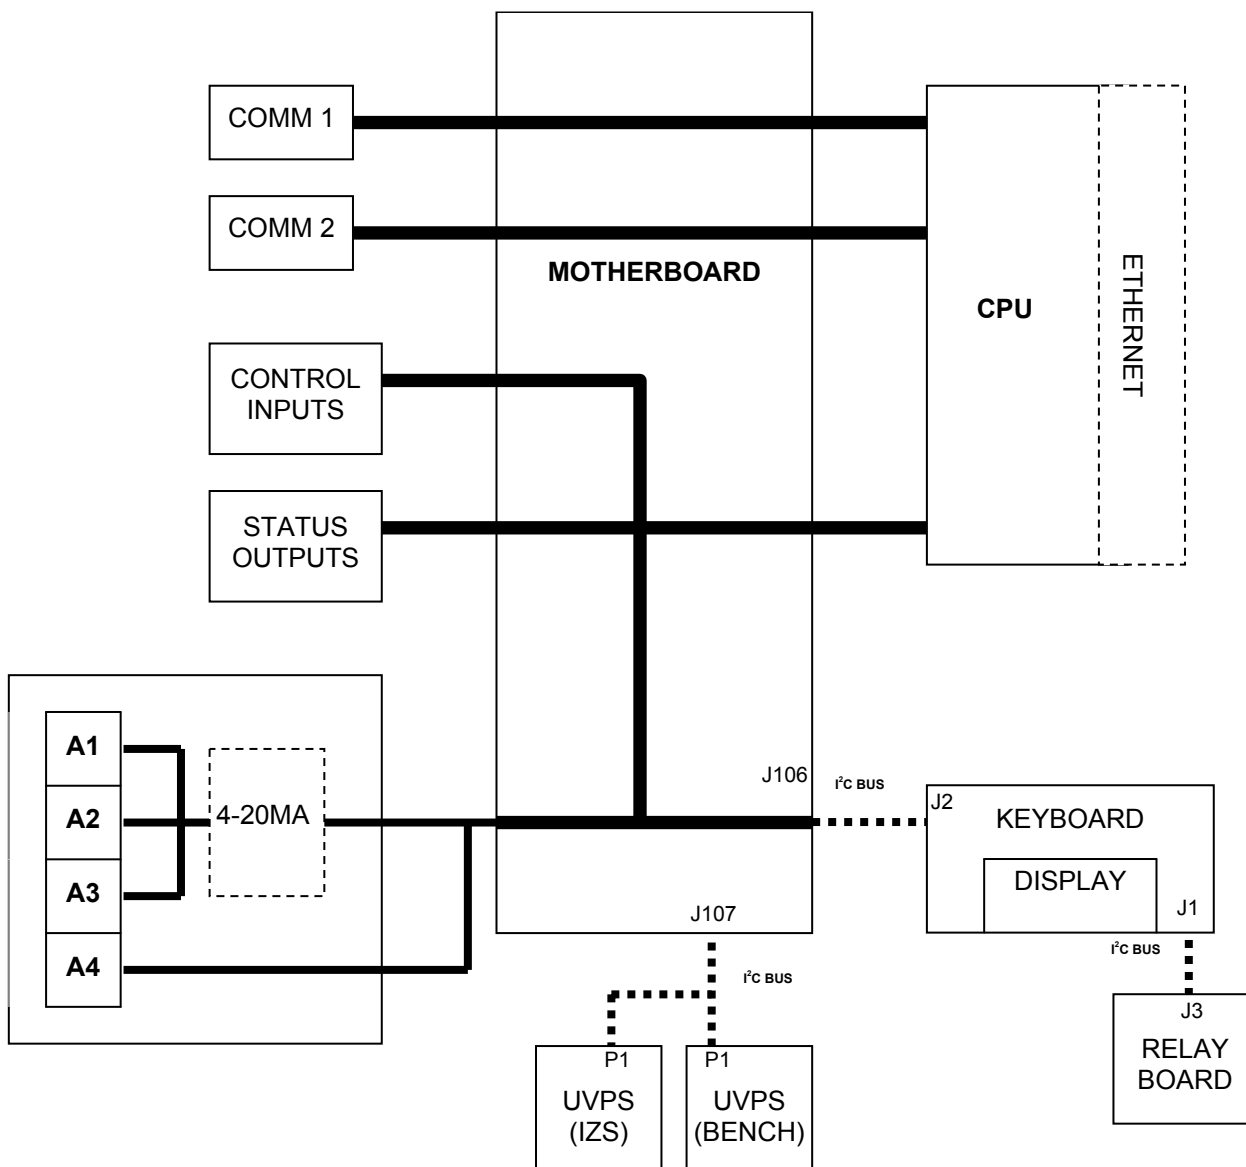 COMM 1
COMM 2
MOTHERBOARD
CPU
ETHERNET
CONTROL
INPUTS
STATUS
OUTPUTS
A1
A2
A3
A4
4-20MA
J106
I²C BUS
J2
KEYBOARD
DISPLAY
J1
J107
I²C BUS
I²C BUS
J3
RELAY
BOARD
P1
UVPS
(IZS)
P1
UVPS
(BENCH)